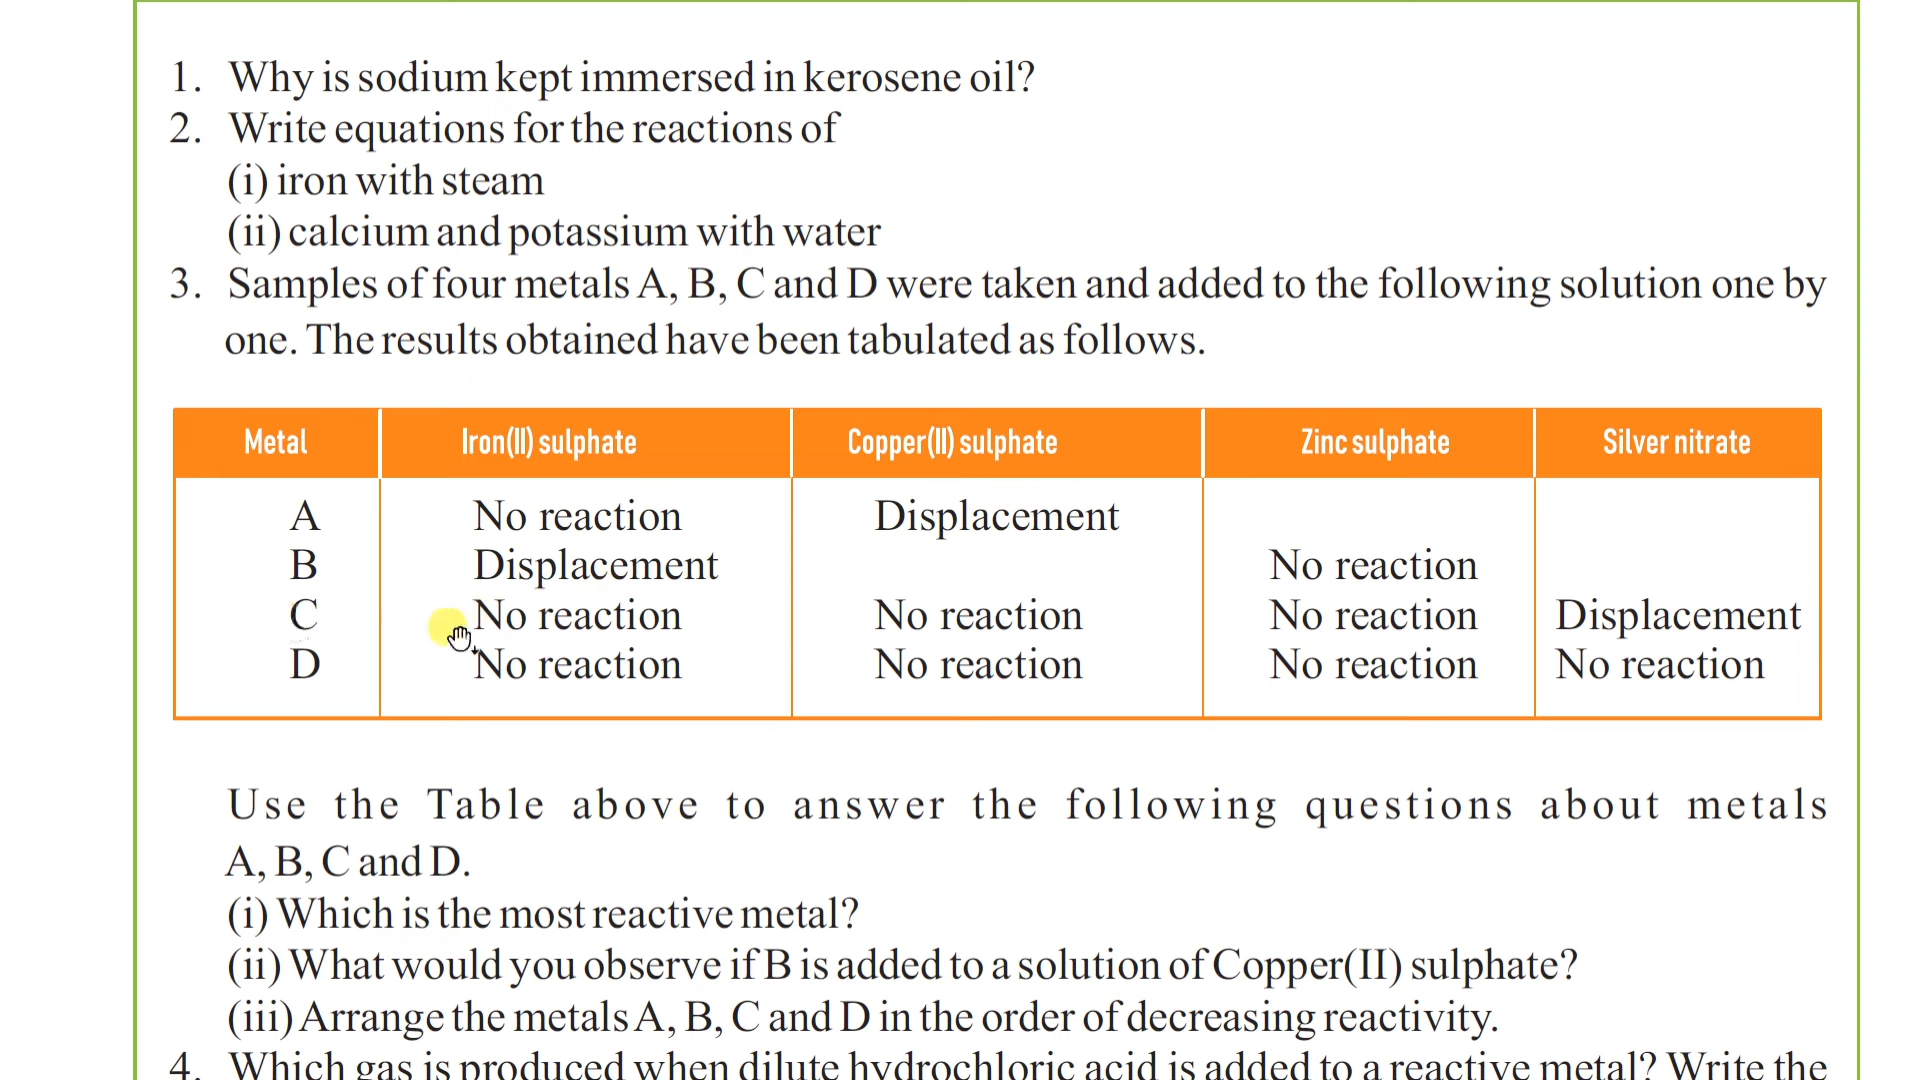 1. Why is sodium kept immersed in kerosene oil?
2. Write equations for the reactions of
(i) iron with steam
(ii) calcium and potassium with water
3. Samples of four metals A, B, C and D were taken and added to the following solution one by
one. The results obtained have been tabulated as follows.
Metal Iron(II) sulphate Copper(II) sulphate Zinc sulphate Silver nitrate
A No reaction Displacement
B Displacement No reaction
C No reaction No reaction No reaction Displacement
D No reaction No reaction No reaction No reaction
Use the Table above to answer the following questions about metals
A, B, C and D.
(i) Which is the most reactive metal?
(ii) What would you observe if B is added to a solution of Copper(II) sulphate?
(iii) Arrange the metals A, B, C and D in the order of decreasing reactivity.
4. Which gas is produced when dilute hydrochloric acid is added to a reactive metal? Write the